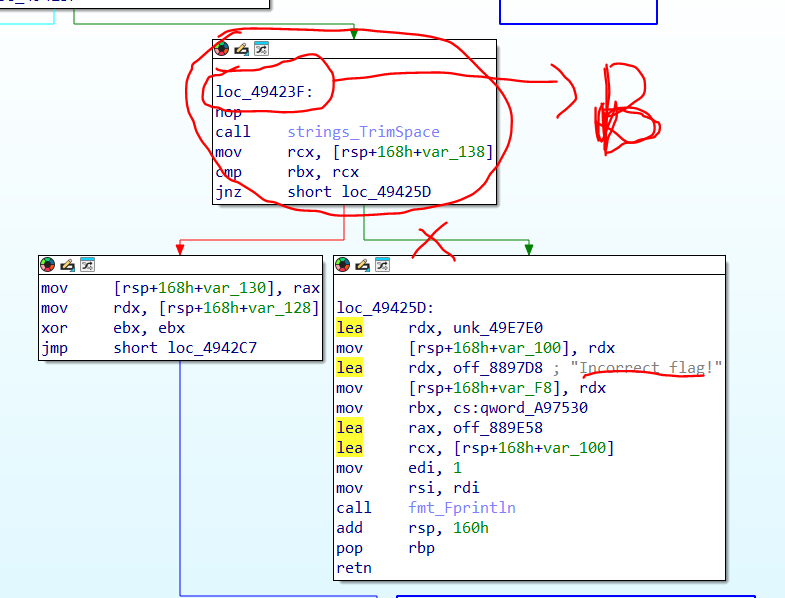 loc_49423F:
nop
call strings_TrimSpace
mov rcx, [rsp+168h+var_138]
cmp rbx, rcx
jnz short loc_49425D
B
mov [rsp+168h+var_130], rax
mov rdx, [rsp+168h+var_128]
xor ebx, ebx
jmp short loc_4942C7
loc_49425D:
lea rdx, unk_49E7E0
mov [rsp+168h+var_100], rdx
lea rdx, off_8897D8 ; "Incorrect flag!"
mov [rsp+168h+var_F8], rdx
mov rbx, cs:qword_A97530
lea rax, off_889E58
lea rcx, [rsp+168h+var_100]
mov edi, 1
mov rsi, rdi
call fmt_Fprintln
add rsp, 160h
pop rbp
retn